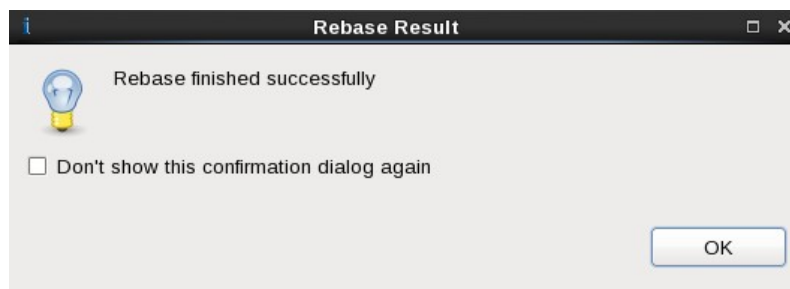 Rebase Result
Rebase finished successfully
Don't show this confirmation dialog again
OK